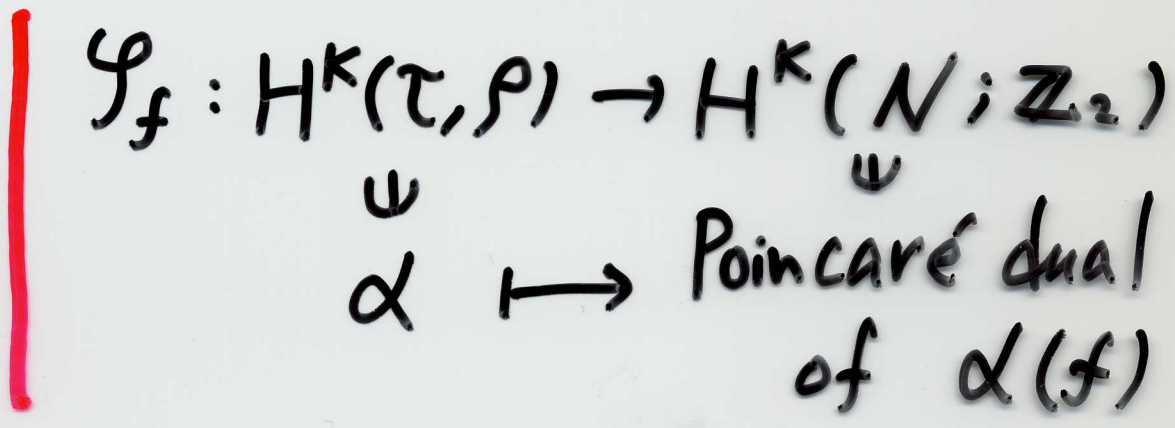 φ_f : H^K(τ, ρ) → H^K(N; ℤ₂)
∪| ∪|
α ↦ Poincaré dual
of α(f)